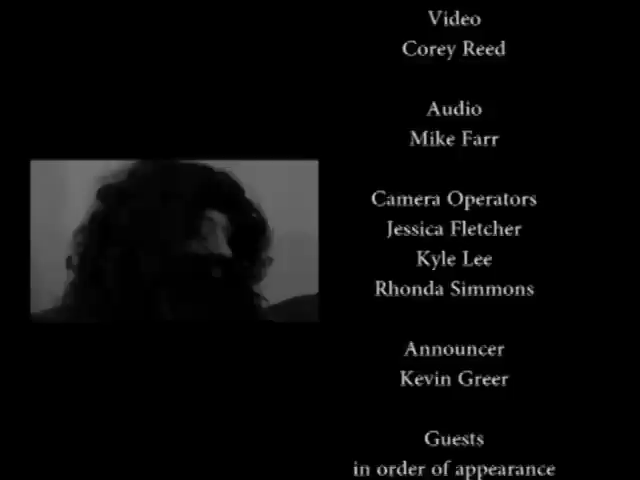 Video
Corey Reed
Audio
Mike Farr
Camera Operators
Jessica Fletcher
Kyle Lee
Rhonda Simmons
Announcer
Kevin Greer
Guests
in order of appearance